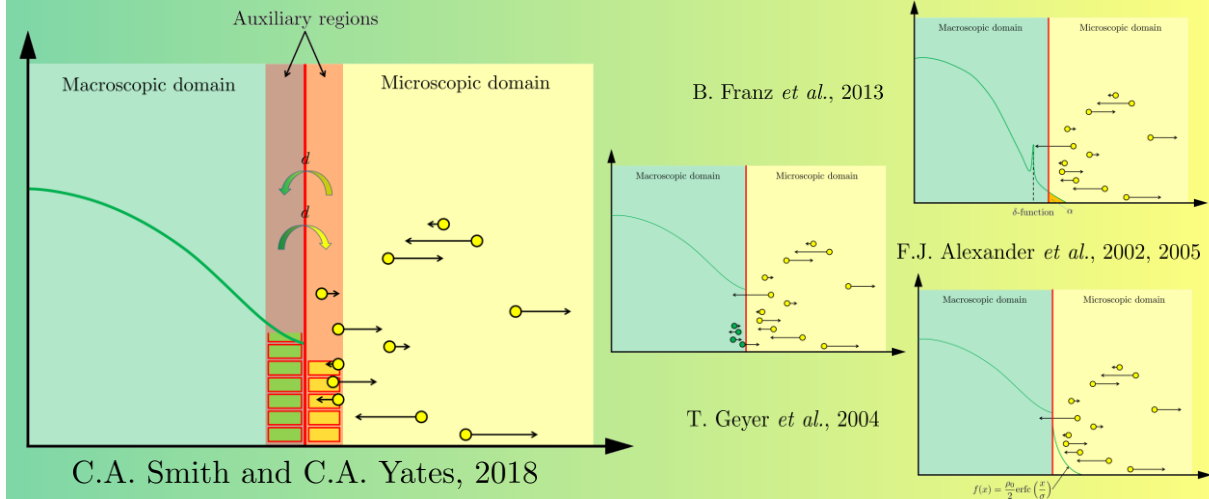 Auxiliary regions
Macroscopic domain
Microscopic domain
d
d
C.A. Smith and C.A. Yates, 2018
B. Franz et al., 2013
Macroscopic domain
Microscopic domain
T. Geyer et al., 2004
Macroscopic domain
Microscopic domain
δ-function
α
F.J. Alexander et al., 2002, 2005
Macroscopic domain
Microscopic domain
f(x) = ρ₀/2 erfc(x/σ)